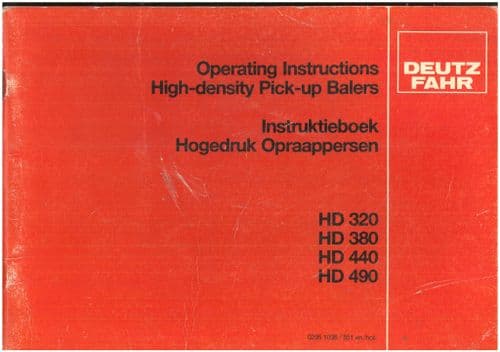 Operating Instructions
High-density Pick-up Balers
DEUTZ
FAHR
Instruktieboek
Hogedruk Opraappersen
HD 320
HD 380
HD 440
HD 490